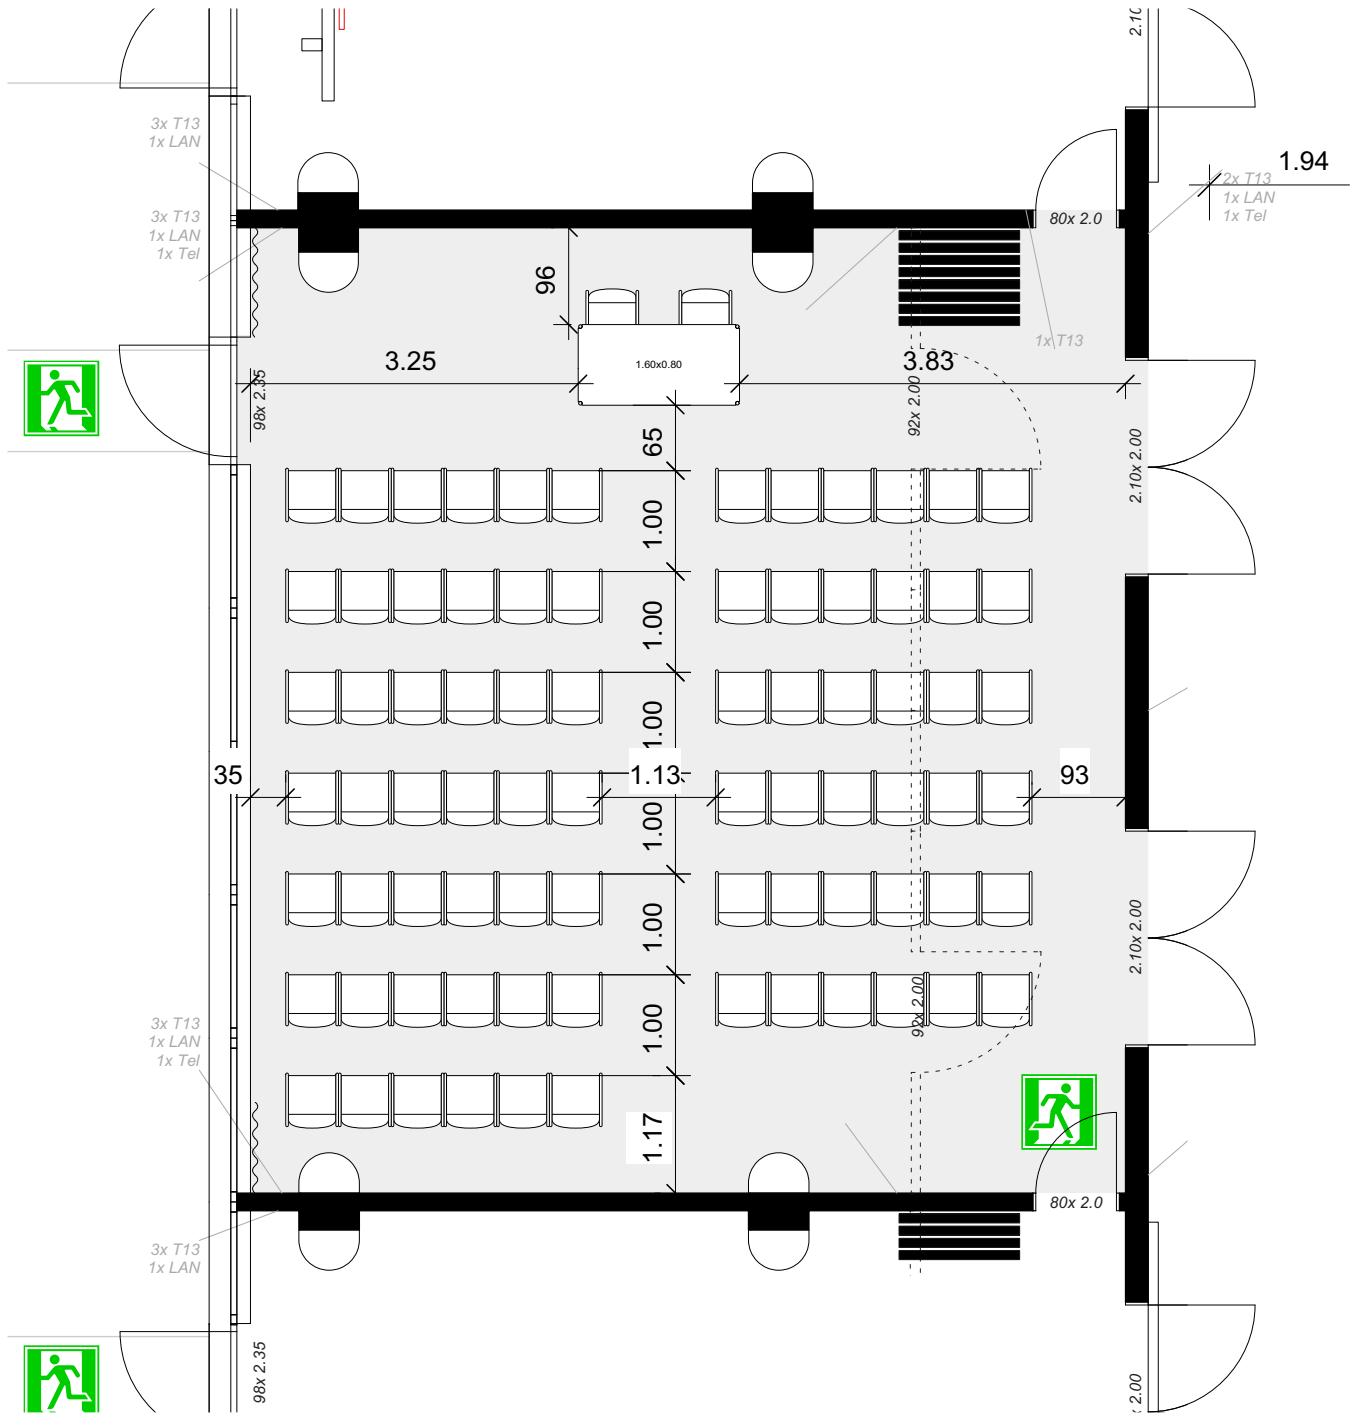 2.10
3x T13
1x LAN
1.94
2x T13
1x LAN
1x Tel
3x T13
1x LAN
1x Tel
80x 2.0
96
1x T13
3.25
1.60x0.80
3.83
98x 2.35
92x 2.00
65
2.10x 2.00
1.00
1.00
1.00
35
1.13
93
1.00
1.00
2.10x 2.00
92x 2.00
1.00
3x T13
1x LAN
1x Tel
1.17
80x 2.0
3x T13
1x LAN
98x 2.35
x 2.00